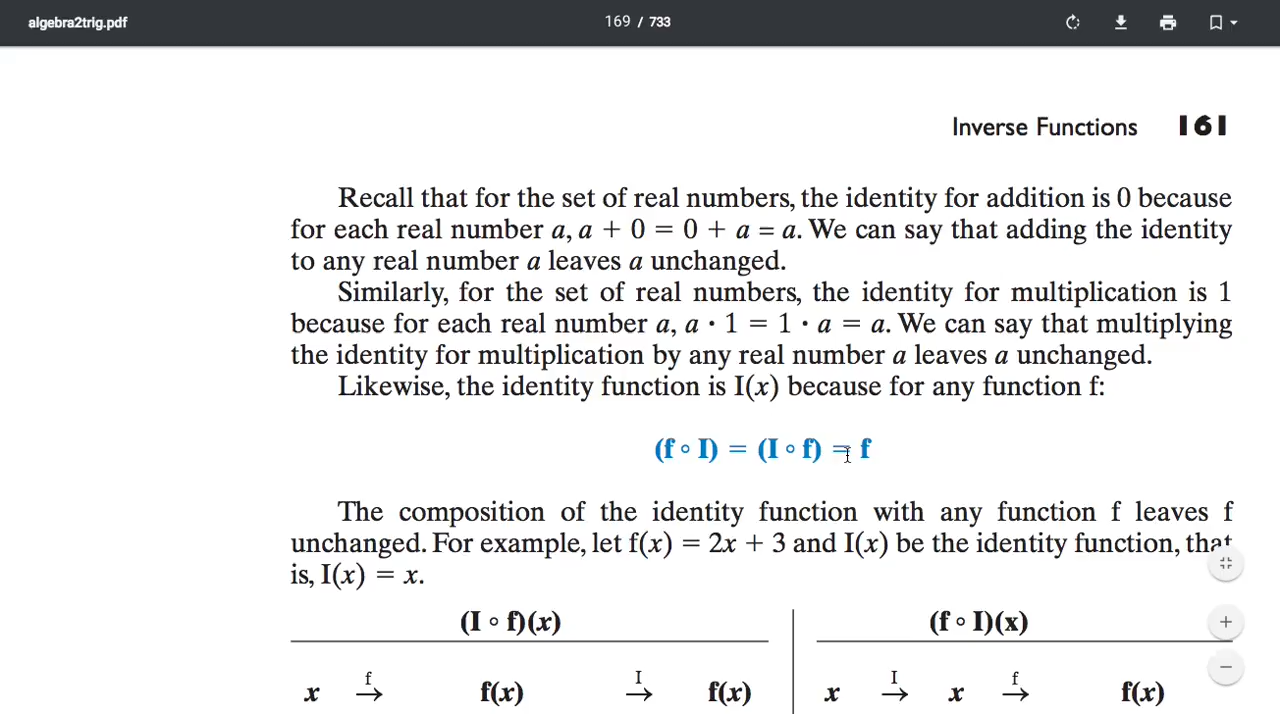 algebra2trig.pdf 169 / 733
Inverse Functions 161
Recall that for the set of real numbers, the identity for addition is 0 because
for each real number a, a + 0 = 0 + a = a. We can say that adding the identity
to any real number a leaves a unchanged.
Similarly, for the set of real numbers, the identity for multiplication is 1
because for each real number a, a · 1 = 1 · a = a. We can say that multiplying
the identity for multiplication by any real number a leaves a unchanged.
Likewise, the identity function is I(x) because for any function f:
(f ∘ I) = (I ∘ f) = f
The composition of the identity function with any function f leaves f
unchanged. For example, let f(x) = 2x + 3 and I(x) be the identity function, that
is, I(x) = x.
(I ∘ f)(x) (f ∘ I)(x)
f I I f
x → f(x) → f(x) x → x → f(x)